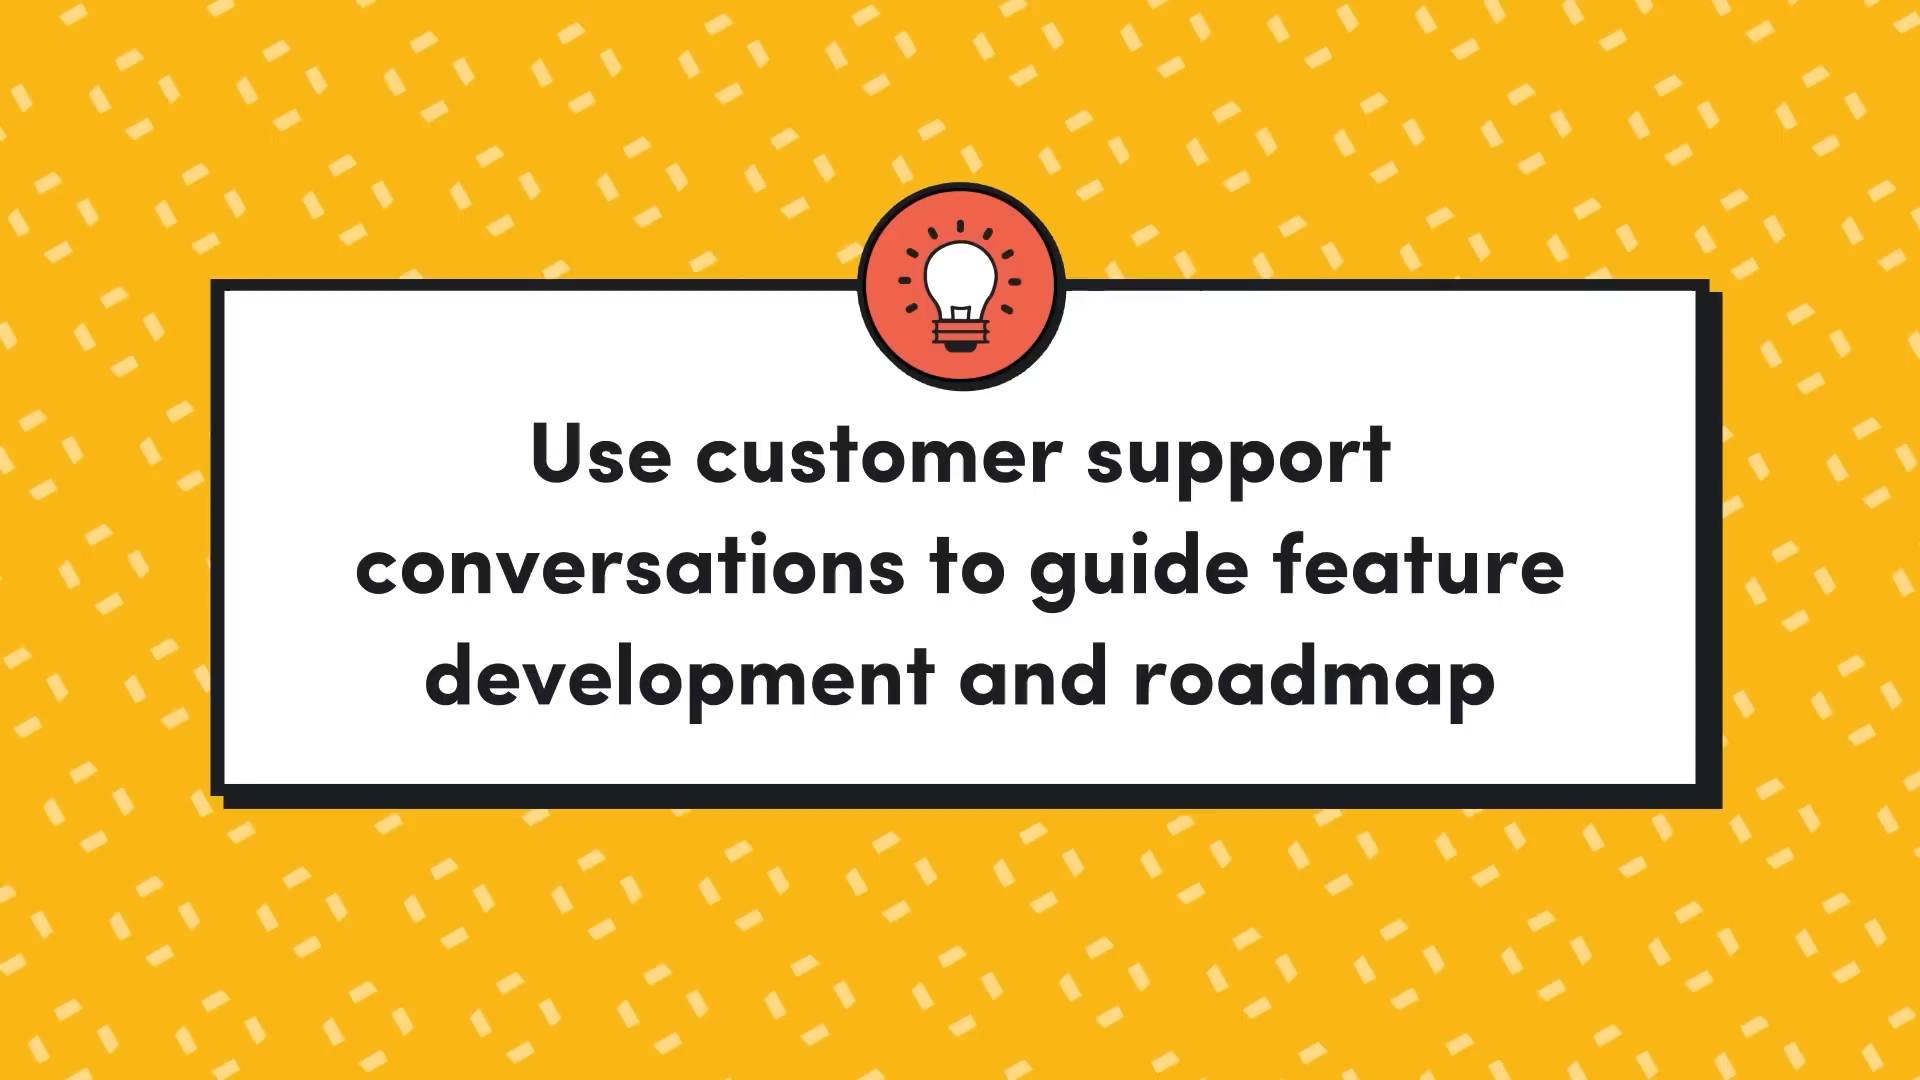 Use customer support
conversations to guide feature
development and roadmap